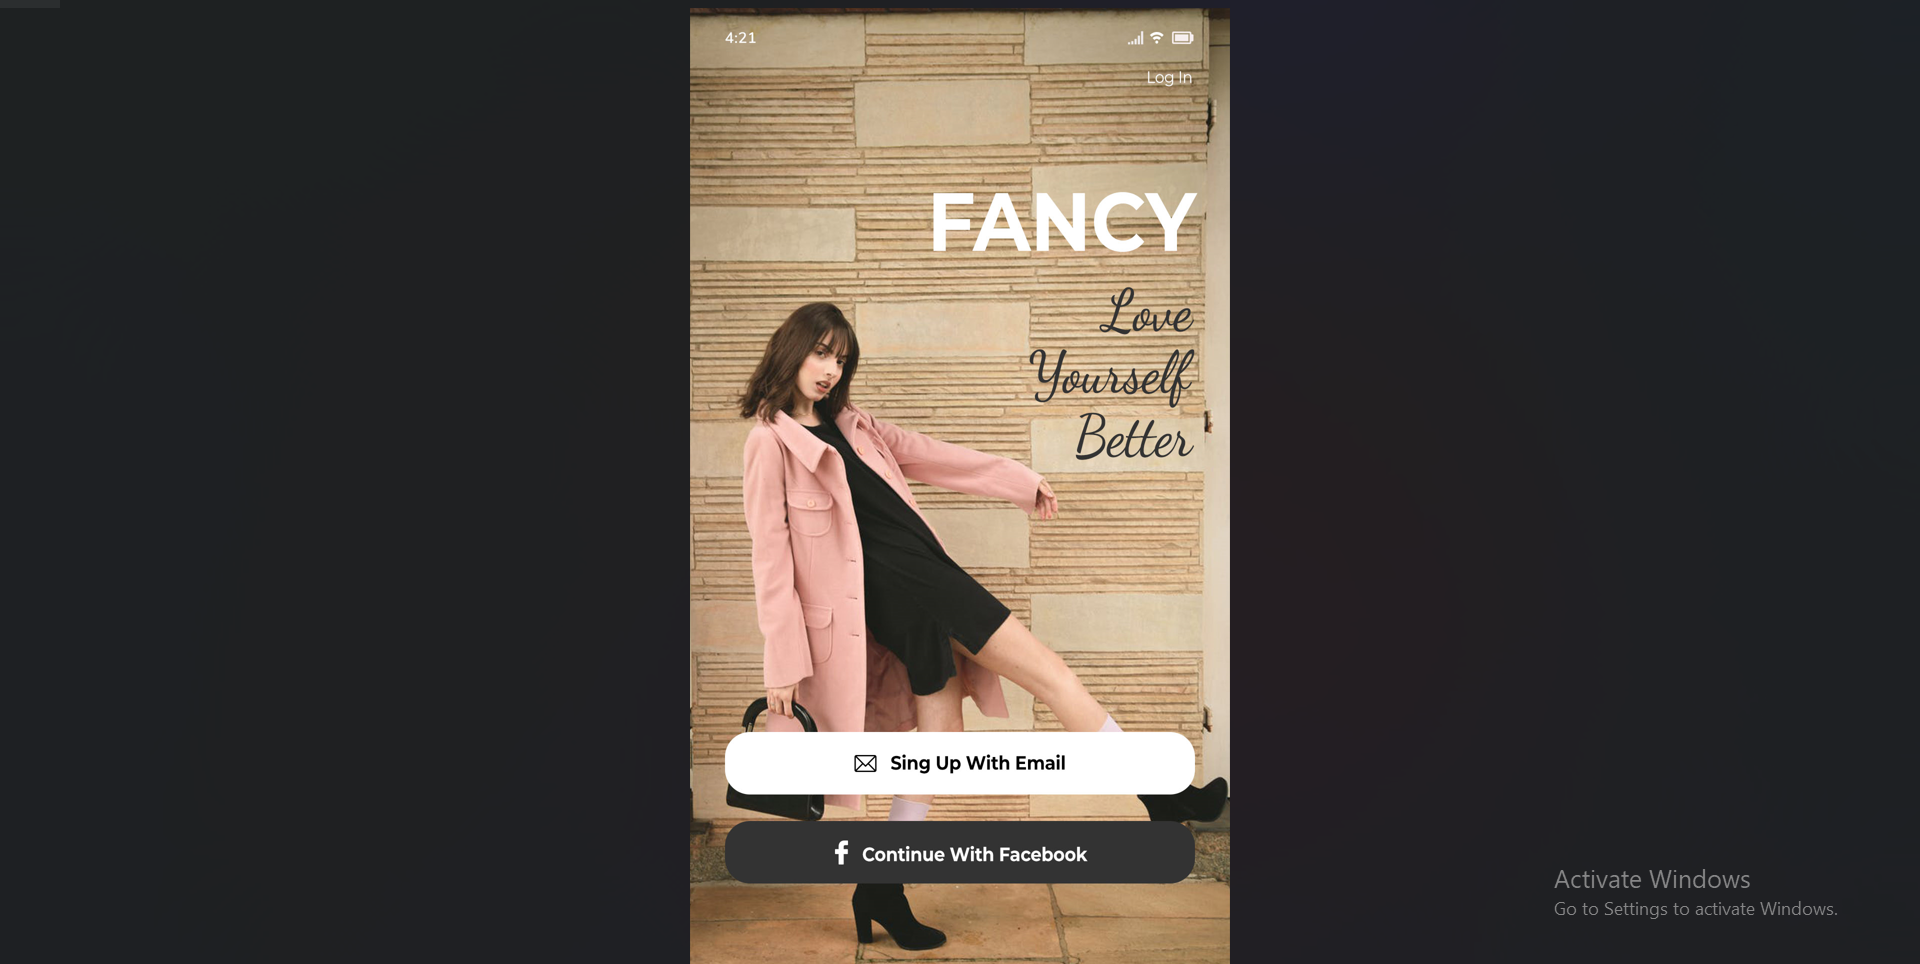 4:21
Log In
FANCY
Love
Yourself
Better
Sing Up With Email
f Continue With Facebook
Activate Windows
Go to Settings to activate Windows.